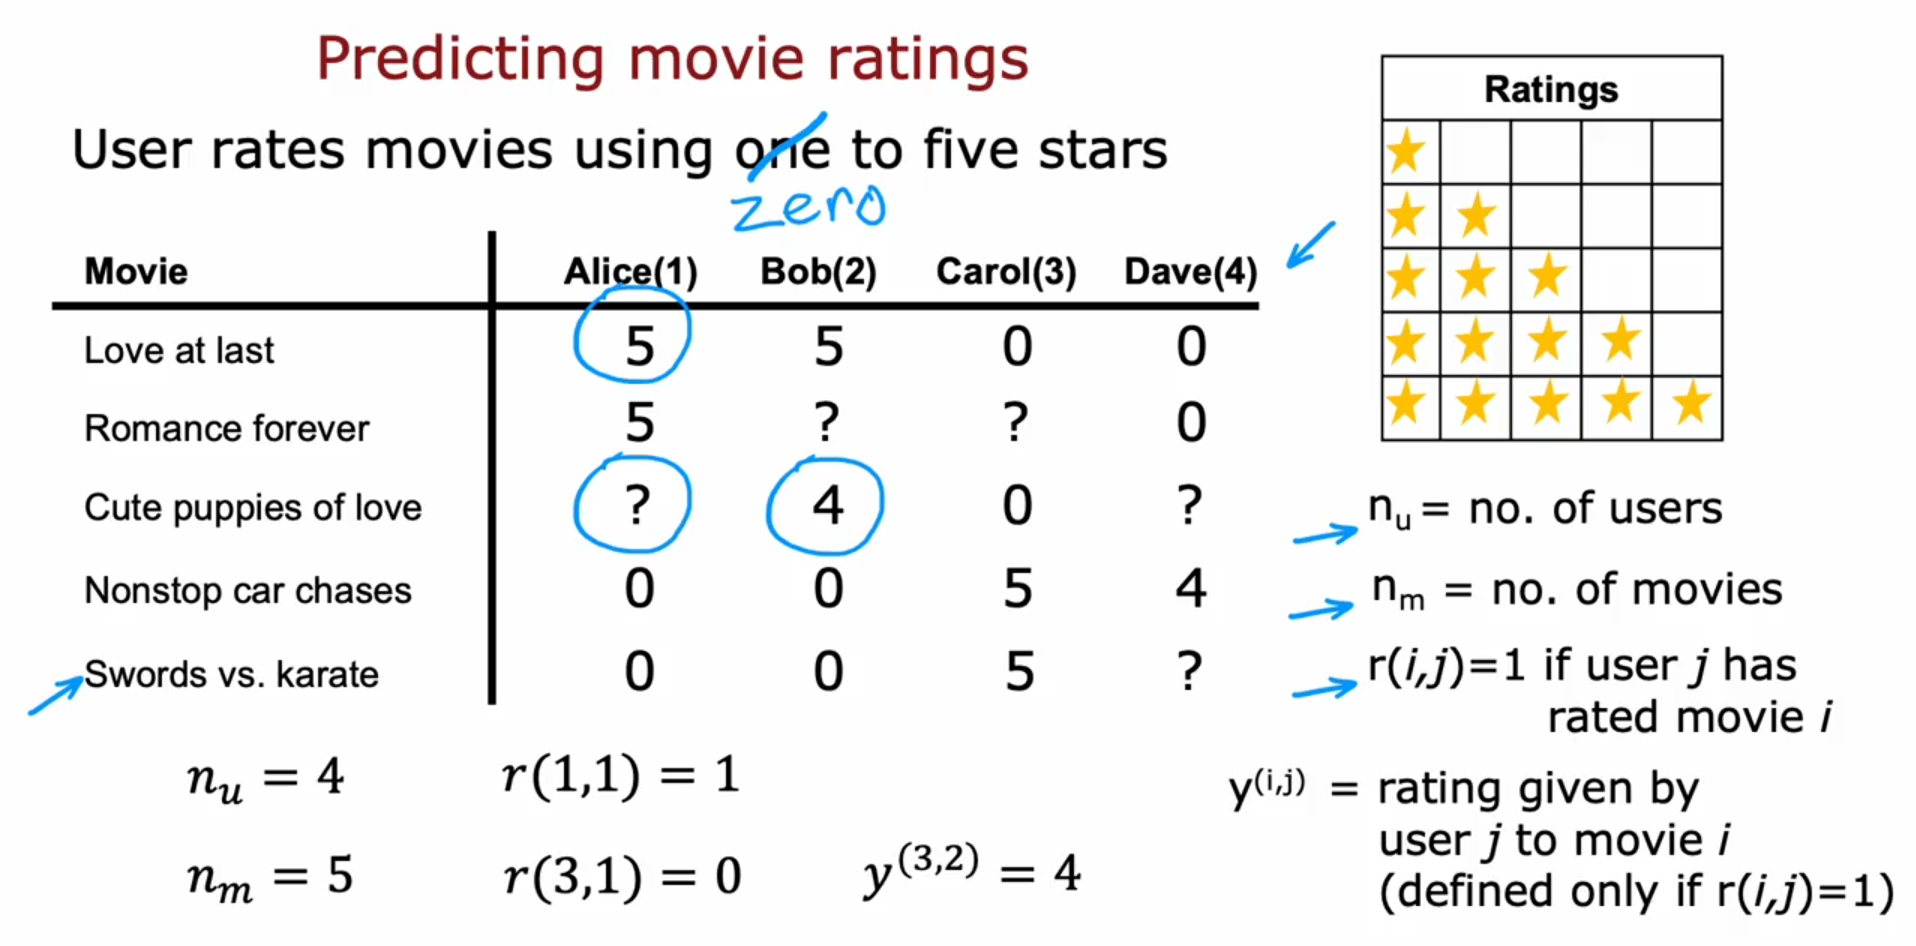 Predicting movie ratings
User rates movies using one to five stars
zero
Ratings
Movie Alice(1) Bob(2) Carol(3) Dave(4)
Love at last 5 5 0 0
Romance forever 5 ? ? 0
Cute puppies of love ? 4 0 ?
Nonstop car chases 0 0 5 4
Swords vs. karate 0 0 5 ?
nᵤ = no. of users
nₘ = no. of movies
r(i,j)=1 if user j has
rated movie i
nᵤ = 4 r(1,1) = 1
nₘ = 5 r(3,1) = 0 y⁽³,²⁾ = 4
y⁽ⁱ,ʲ⁾ = rating given by
user j to movie i
(defined only if r(i,j)=1)